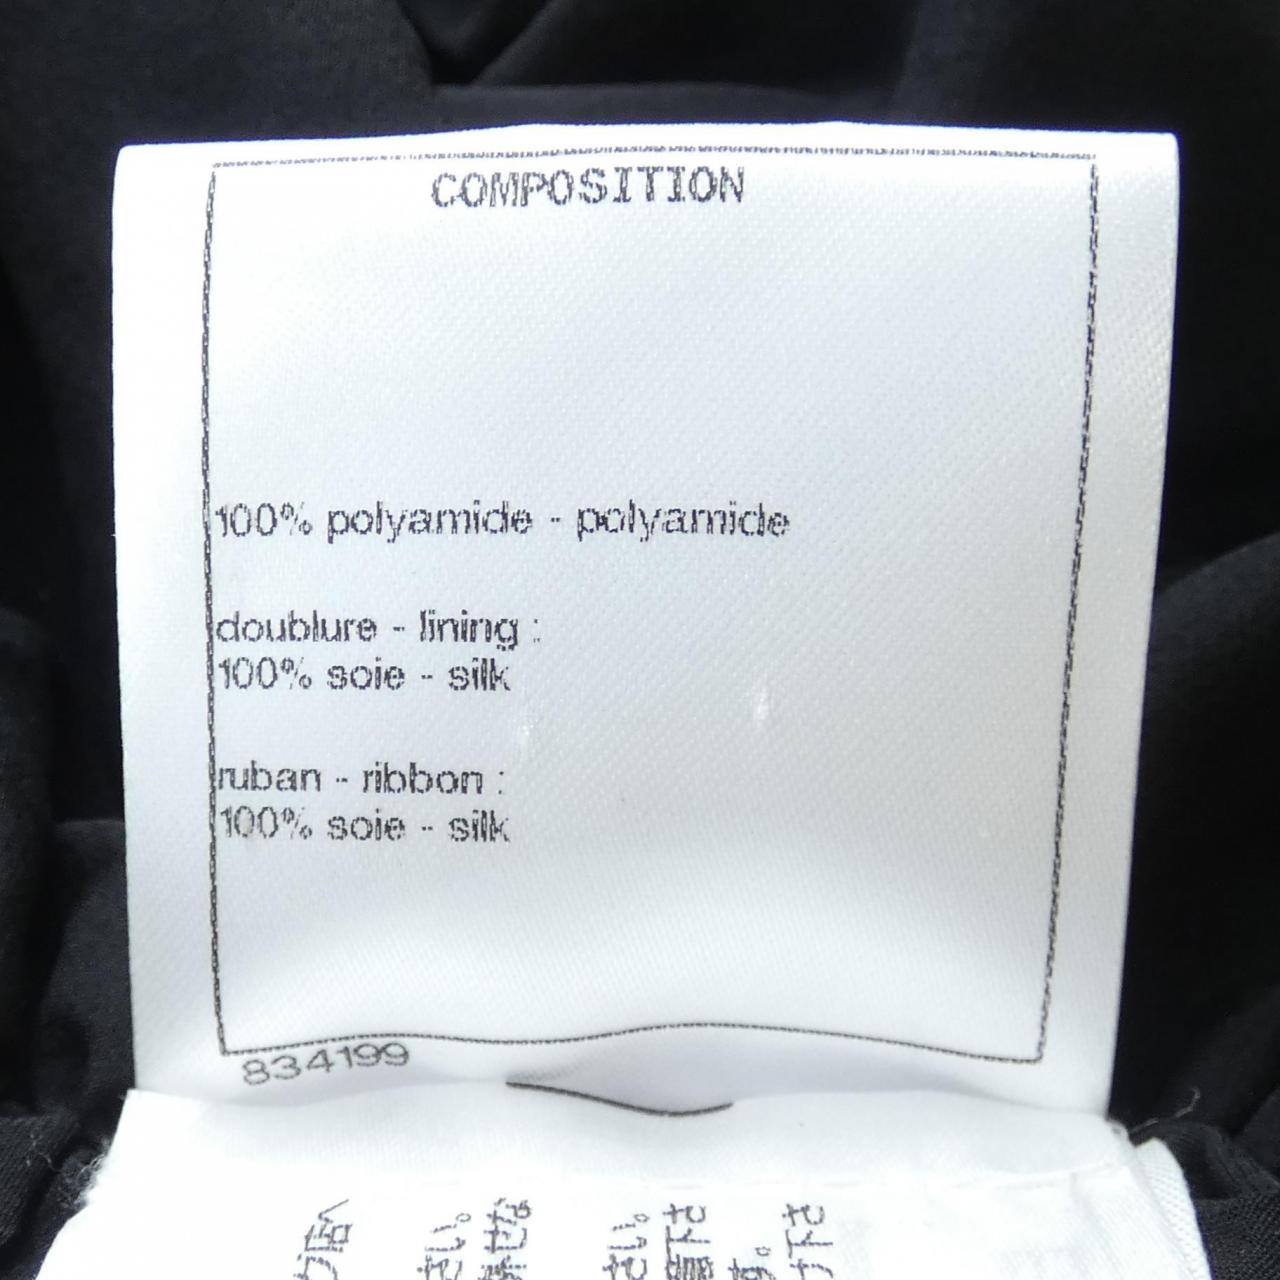 COMPOSITION
100% polyamide - polyamide
doublure - lining :
100% soie - silk
ruban - ribbon :
100% soie - silk
834199